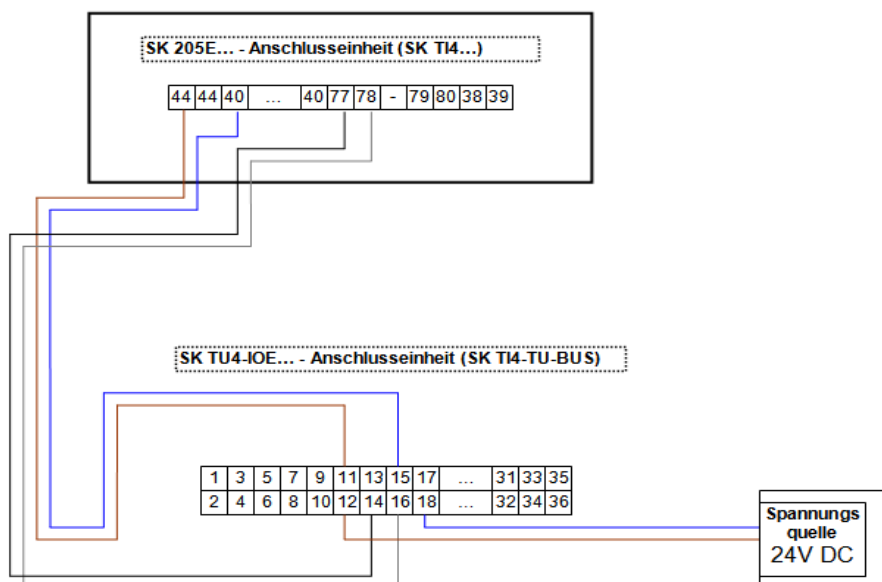 SK 205E... - Anschlusseinheit (SK TI4...)
44 44 40 ... 40 77 78 - 79 80 38 39
SK TU4-IOE... - Anschlusseinheit (SK TI4-TU-BUS)
1 3 5 7 9 11 13 15 17 ... 31 33 35
2 4 6 8 10 12 14 16 18 ... 32 34 36
Spannungs
quelle
24V DC